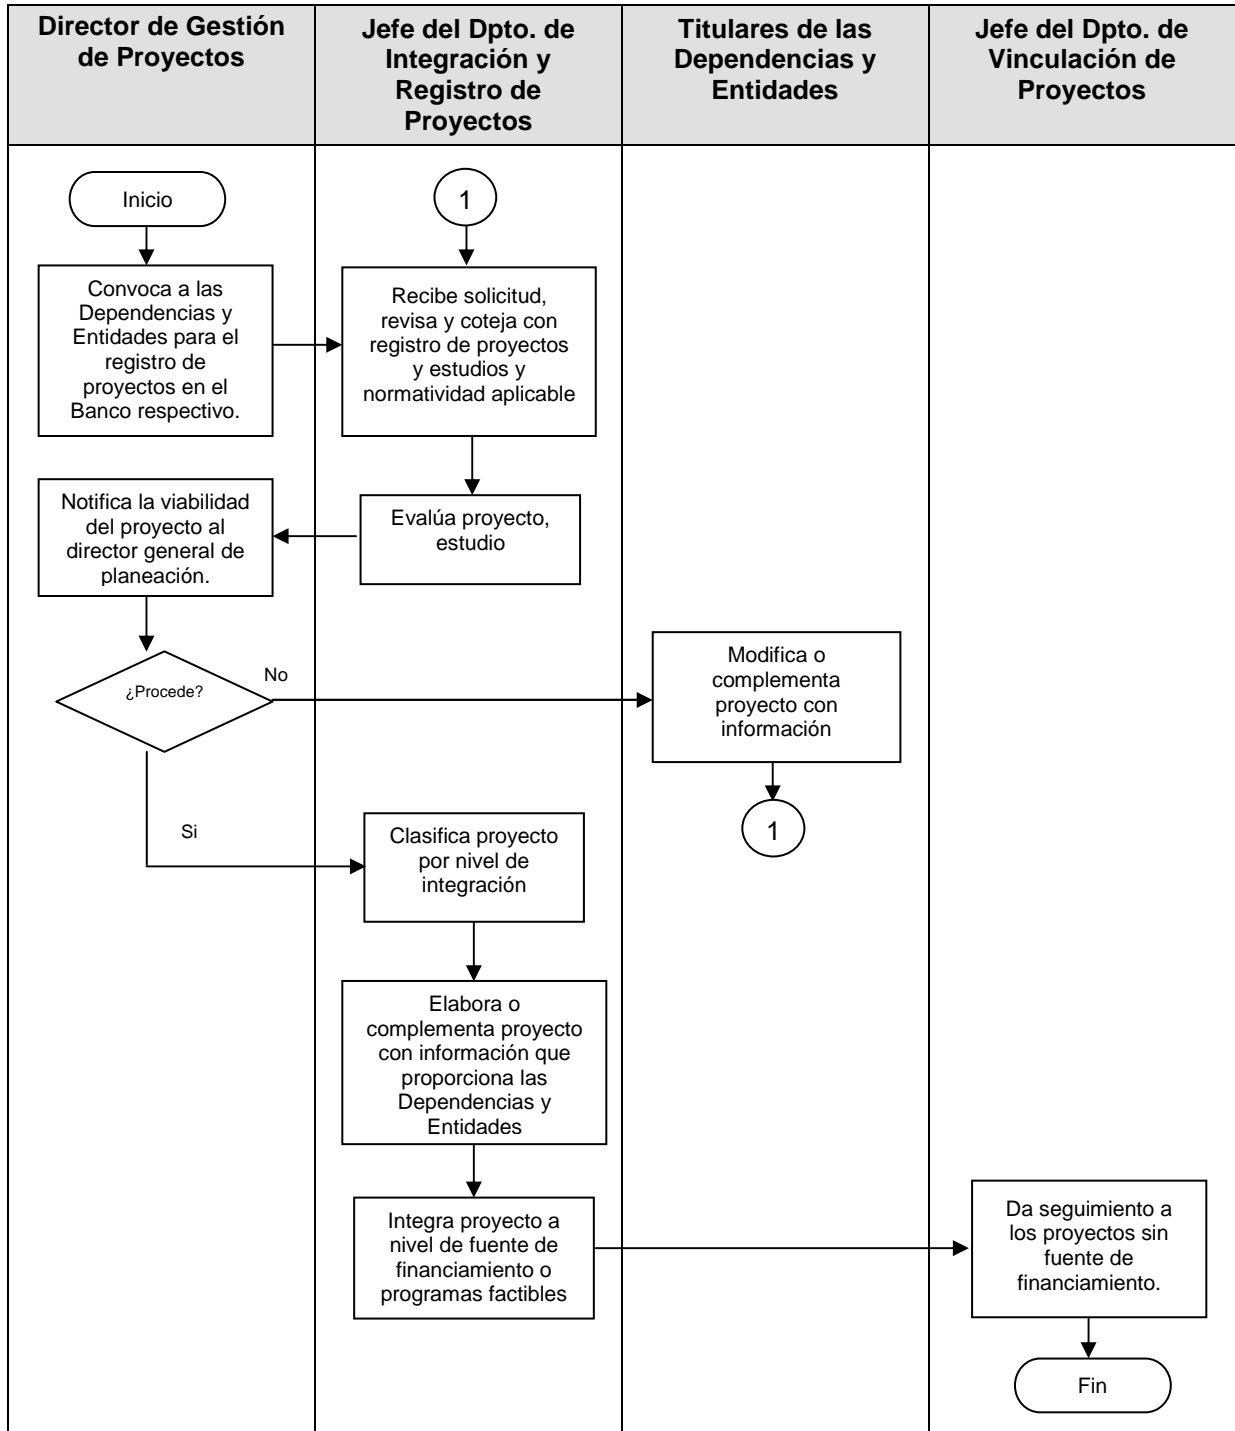 Director de Gestión
de Proyectos
Jefe del Dpto. de
Integración y
Registro de
Proyectos
Titulares de las
Dependencias y
Entidades
Jefe del Dpto. de
Vinculación de
Proyectos
Inicio
1
Convoca a las
Dependencias y
Entidades para el
registro de
proyectos en el
Banco respectivo.
Recibe solicitud,
revisa y coteja con
registro de proyectos
y estudios y
normatividad aplicable
Notifica la viabilidad
del proyecto al
director general de
planeación.
Evalúa proyecto,
estudio
¿Procede?
No
Modifica o
complementa
proyecto con
información
1
Si
Clasifica proyecto
por nivel de
integración
Elabora o
complementa proyecto
con información que
proporciona las
Dependencias y
Entidades
Integra proyecto a
nivel de fuente de
financiamiento o
programas factibles
Da seguimiento a
los proyectos sin
fuente de
financiamiento.
Fin